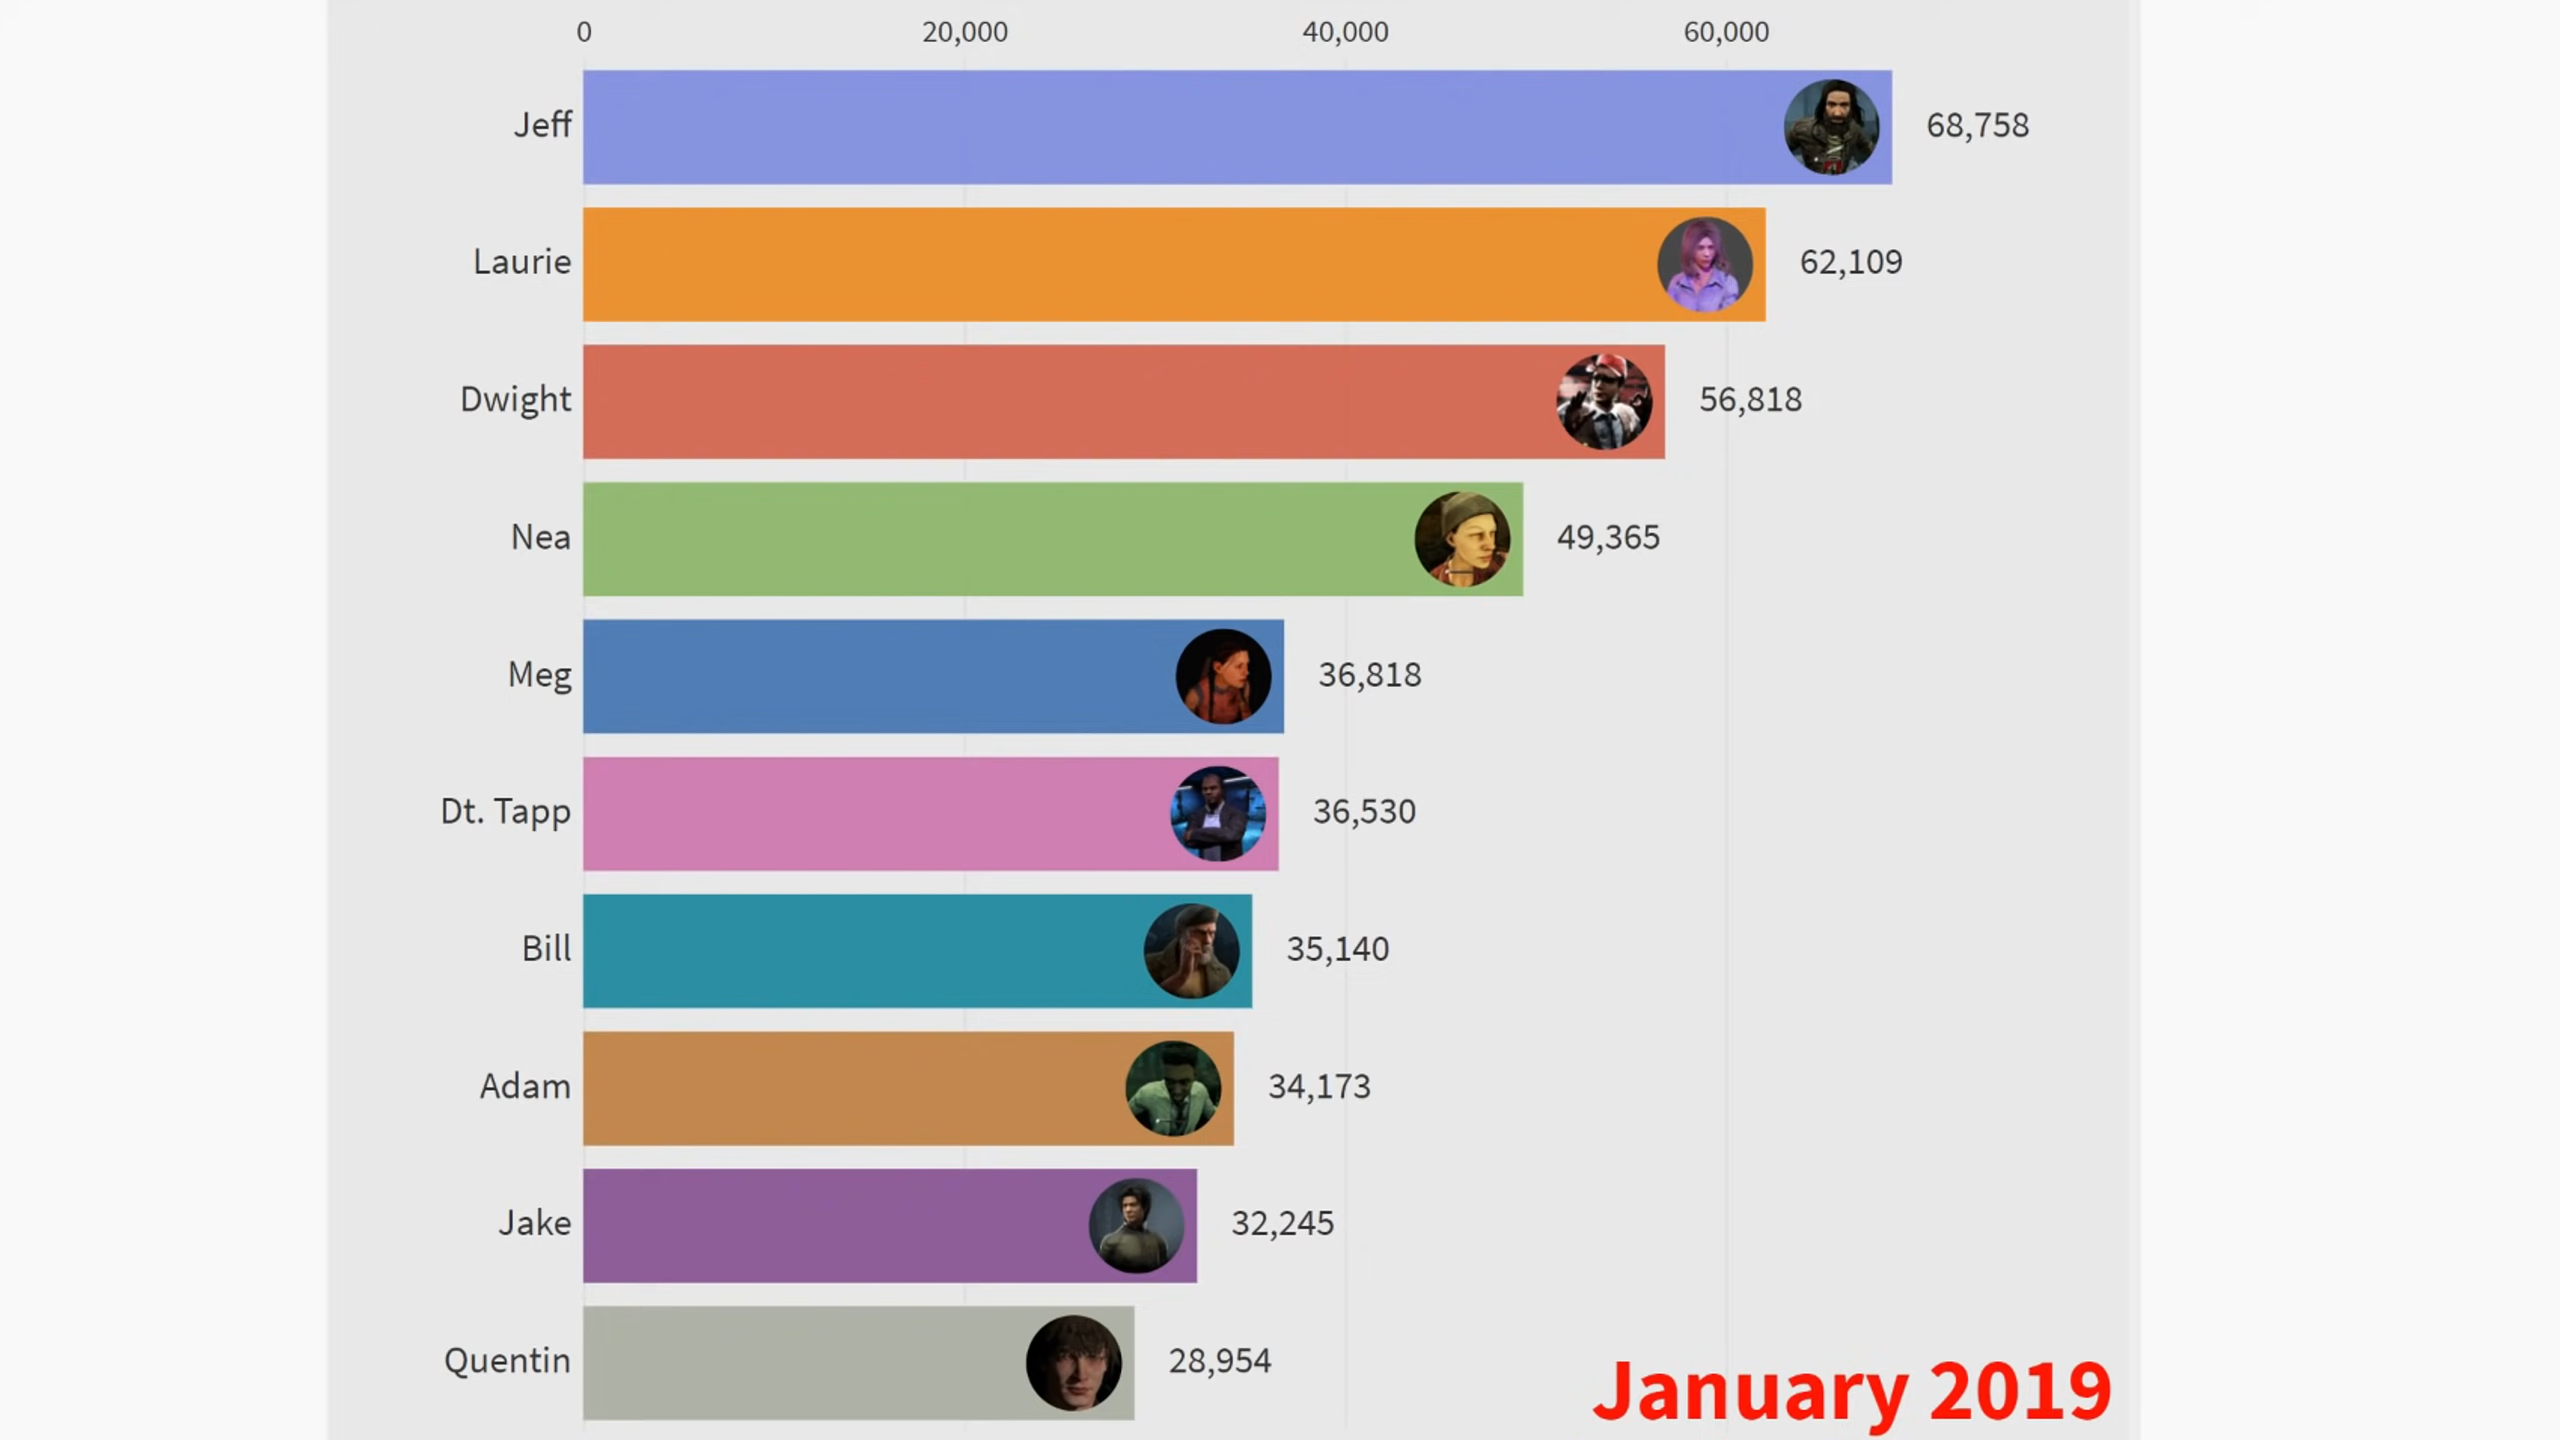 0 20,000 40,000 60,000
Jeff 68,758
Laurie 62,109
Dwight 56,818
Nea 49,365
Meg 36,818
Dt. Tapp 36,530
Bill 35,140
Adam 34,173
Jake 32,245
Quentin 28,954
January 2019